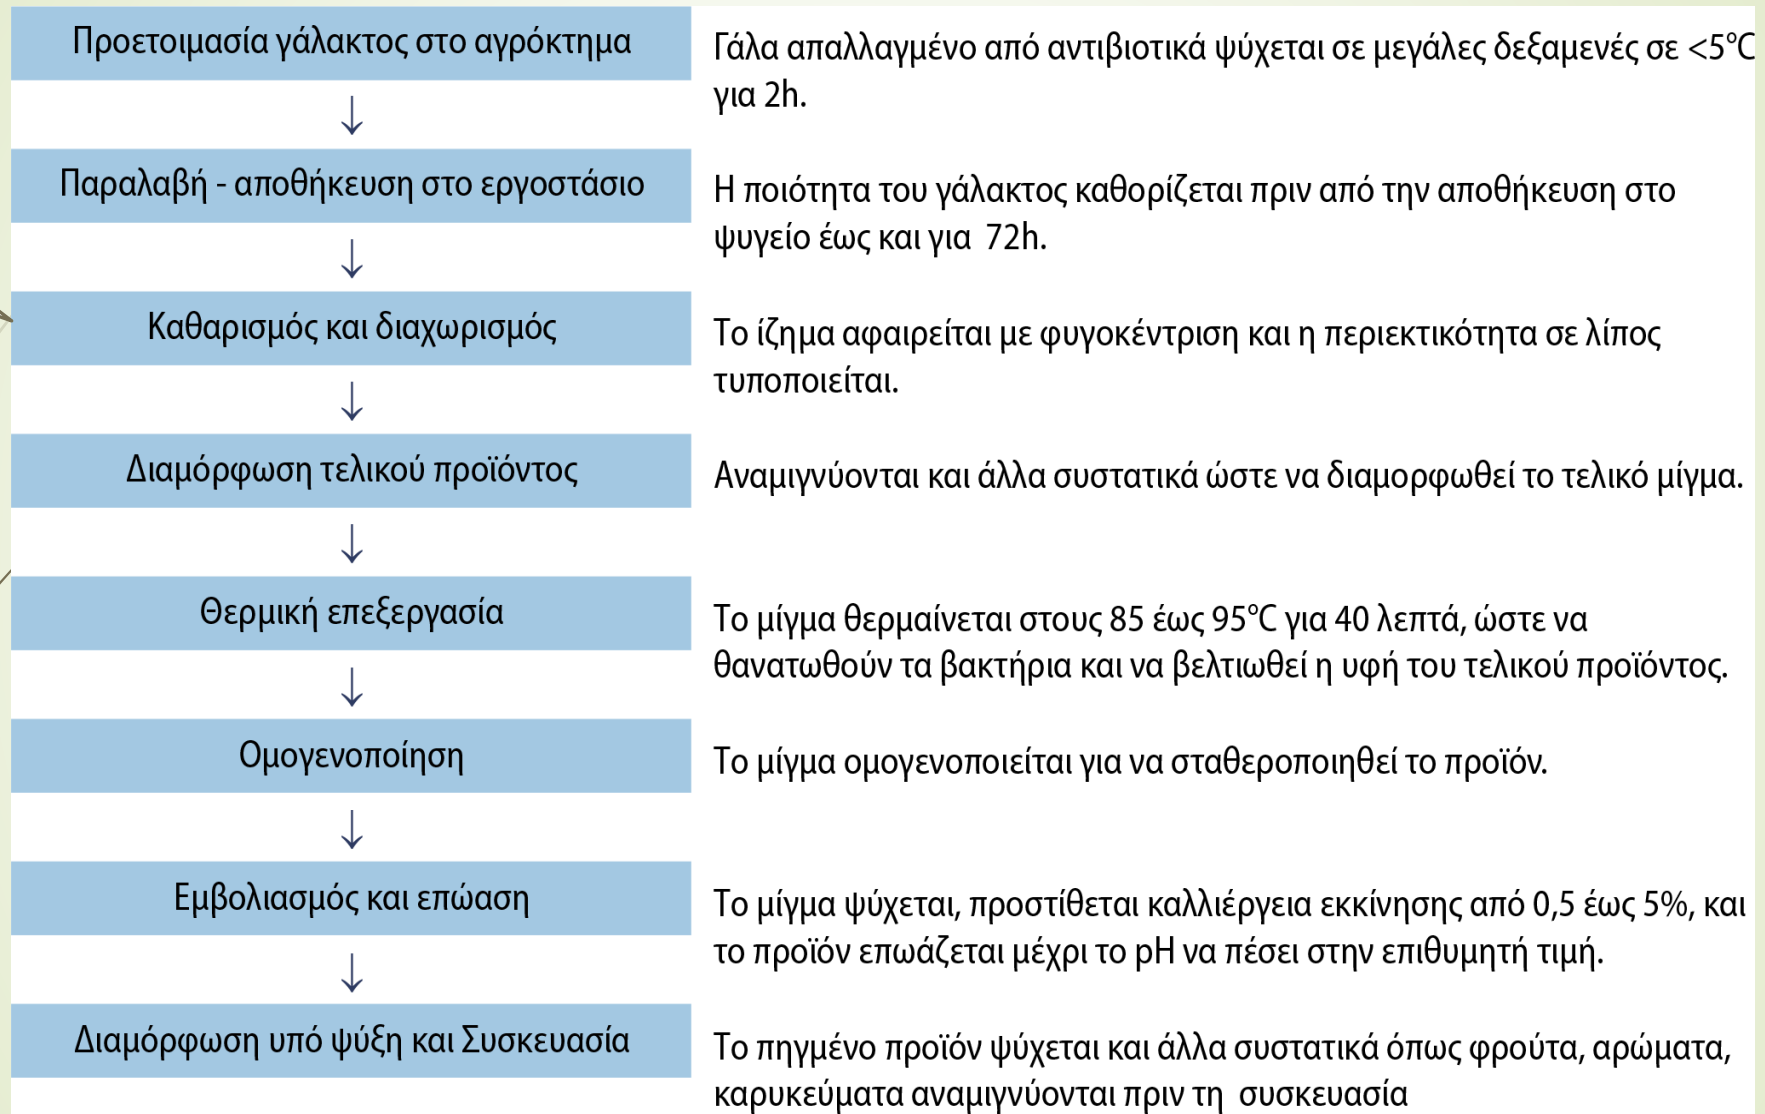 Προετοιμασία γάλακτος στο αγρόκτημα
Γάλα απαλλαγμένο από αντιβιοτικά ψύχεται σε μεγάλες δεξαμενές σε <5°C
για 2h.
↓
Παραλαβή - αποθήκευση στο εργοστάσιο
Η ποιότητα του γάλακτος καθορίζεται πριν από την αποθήκευση στο
ψυγείο έως και για 72h.
↓
Καθαρισμός και διαχωρισμός
Το ίζημα αφαιρείται με φυγοκέντριση και η περιεκτικότητα σε λίπος
τυποποιείται.
↓
Διαμόρφωση τελικού προϊόντος
Αναμιγνύονται και άλλα συστατικά ώστε να διαμορφωθεί το τελικό μίγμα.
↓
Θερμική επεξεργασία
Το μίγμα θερμαίνεται στους 85 έως 95°C για 40 λεπτά, ώστε να
θανατωθούν τα βακτήρια και να βελτιωθεί η υφή του τελικού προϊόντος.
↓
Ομογενοποίηση
Το μίγμα ομογενοποιείται για να σταθεροποιηθεί το προϊόν.
↓
Εμβολιασμός και επώαση
Το μίγμα ψύχεται, προστίθεται καλλιέργεια εκκίνησης από 0,5 έως 5%, και
το προϊόν επωάζεται μέχρι το pH να πέσει στην επιθυμητή τιμή.
↓
Διαμόρφωση υπό ψύξη και Συσκευασία
Το πηγμένο προϊόν ψύχεται και άλλα συστατικά όπως φρούτα, αρώματα,
καρυκεύματα αναμιγνύονται πριν τη συσκευασία